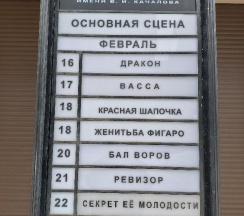 ИМЕНИ В. И. КАЧАЛОВА
ОСНОВНАЯ СЦЕНА
ФЕВРАЛЬ
16 ДРАКОН
17 ВАССА
18 КРАСНАЯ ШАПОЧКА
18 ЖЕНИТЬБА ФИГАРО
20 БАЛ ВОРОВ
21 РЕВИЗОР
22 СЕКРЕТ ЕЁ МОЛОДОСТИ